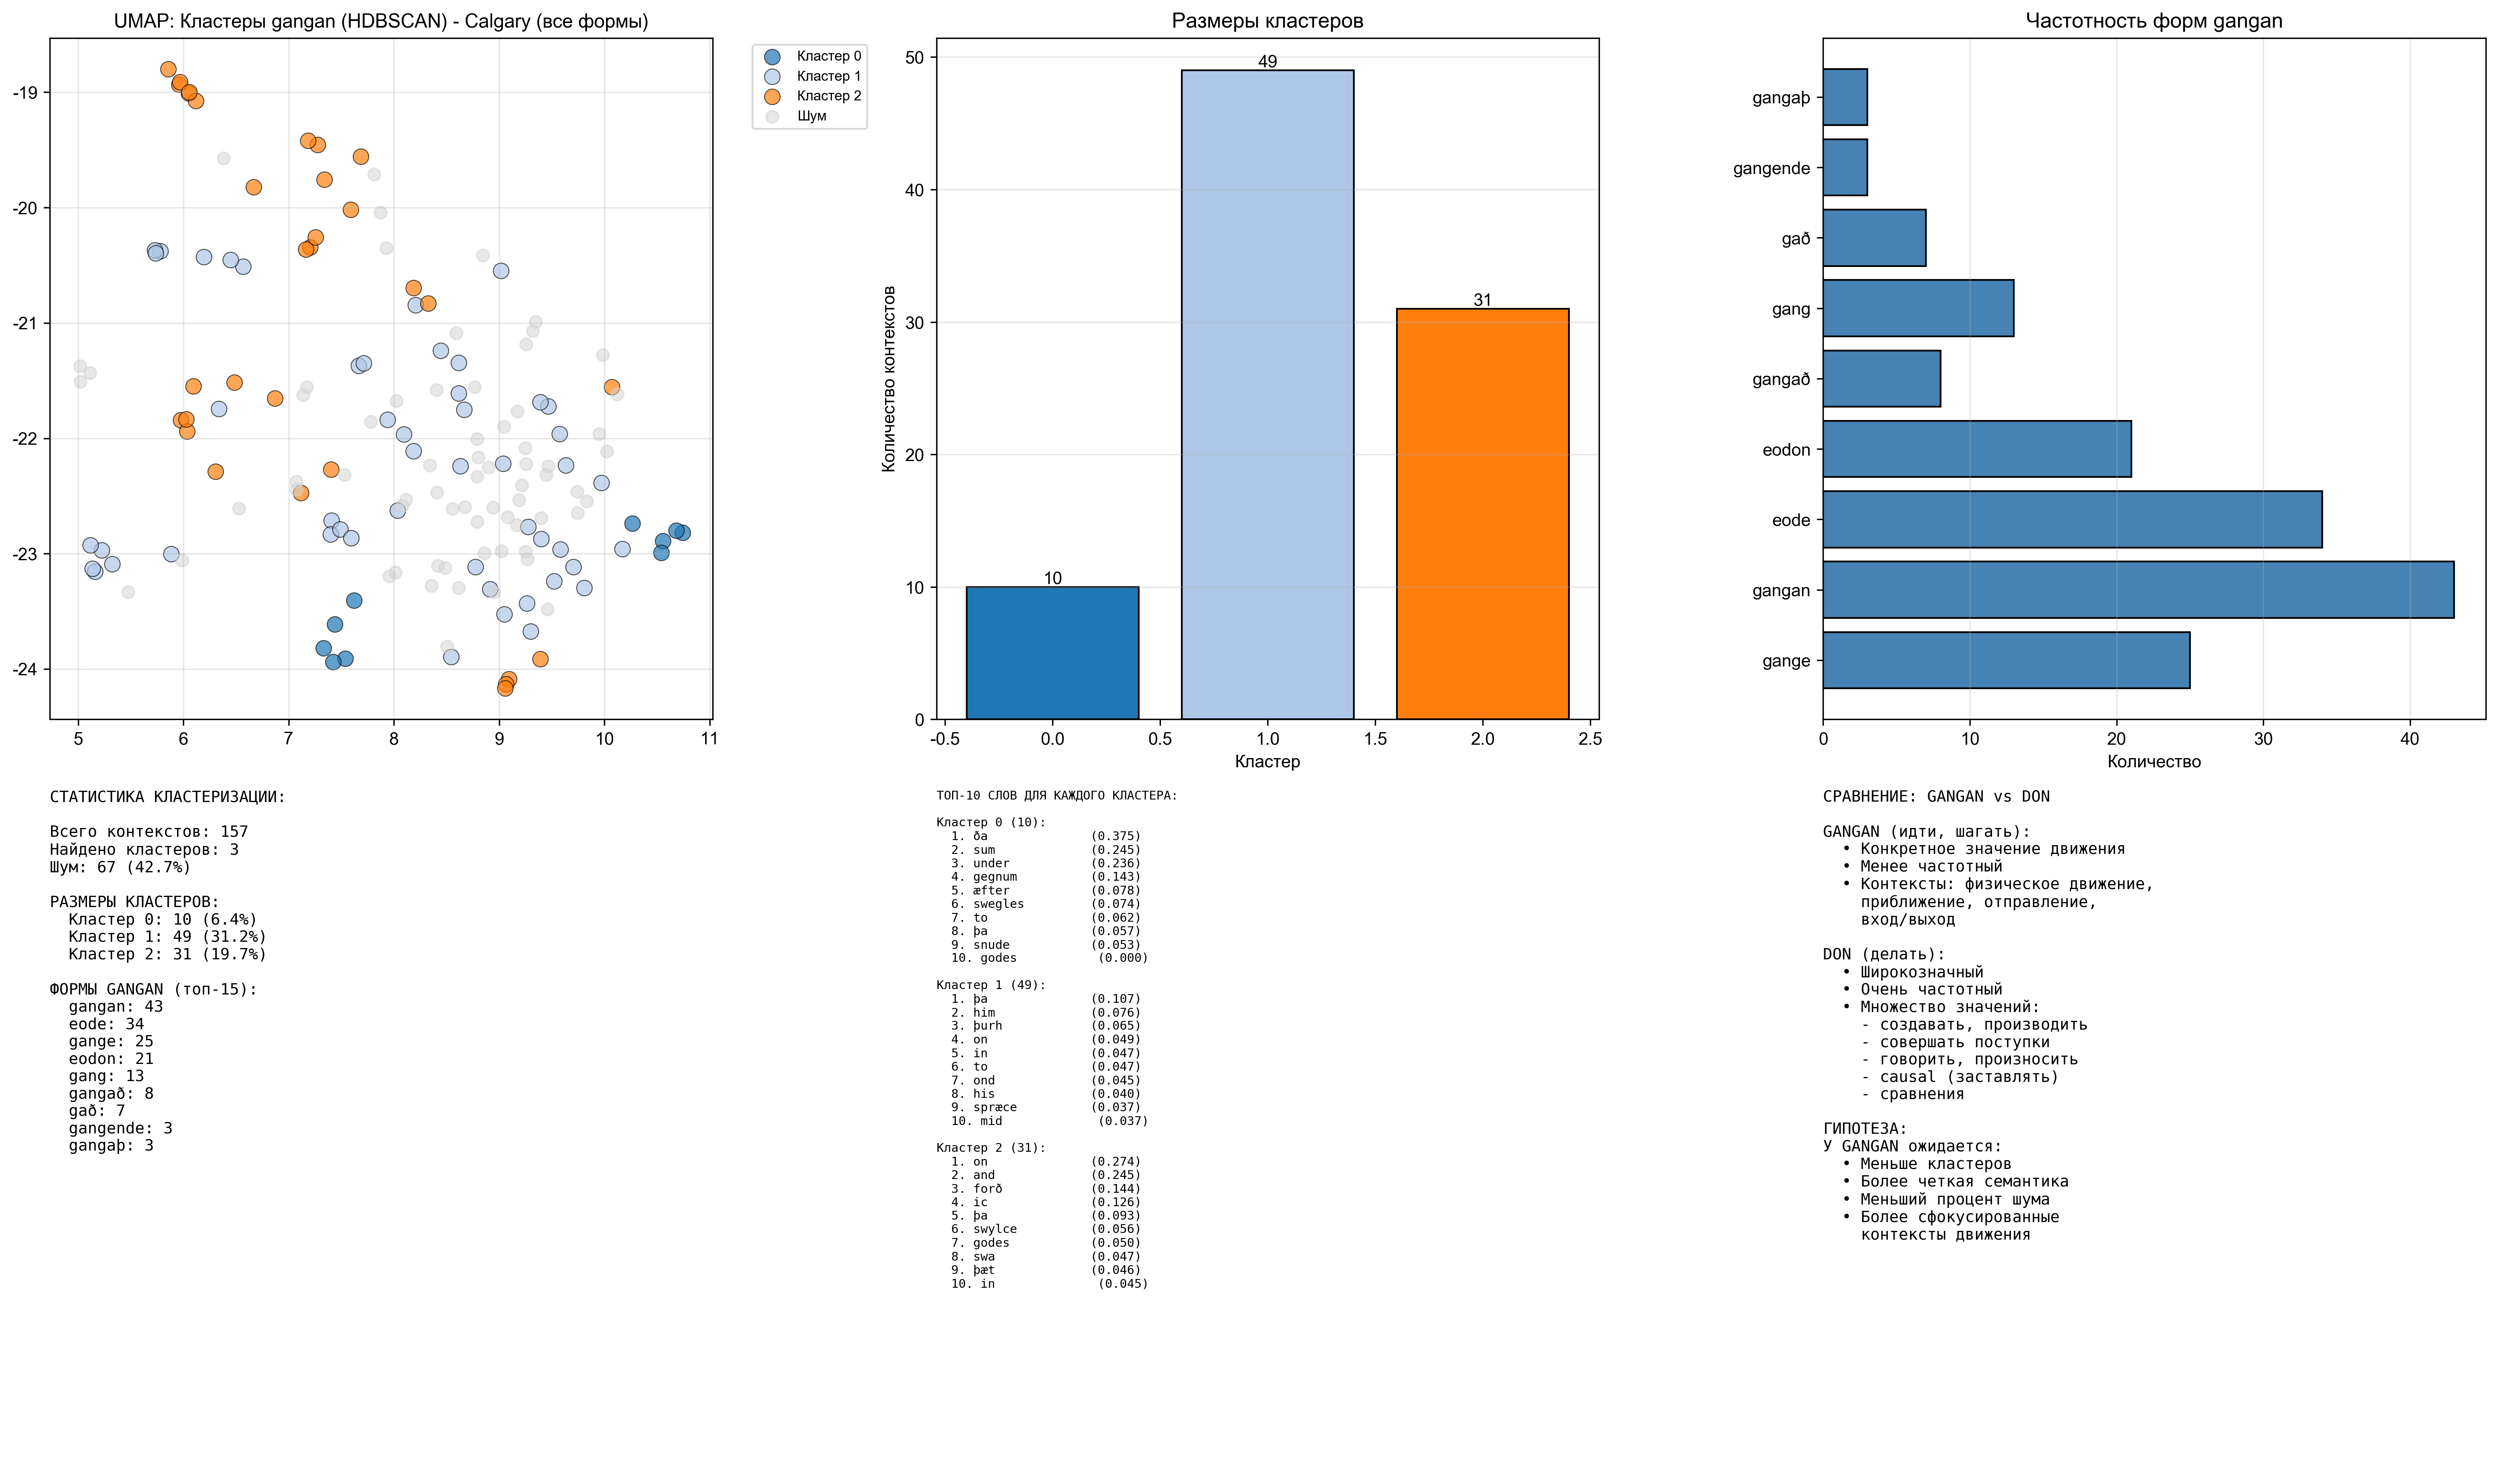 UMAP: Кластеры gangan (HDBSCAN) - Calgary (все формы)
-19
-20
-21
-22
-23
-24
5 6 7 8 9 10 11
Кластер 0
Кластер 1
Кластер 2
Шум
Размеры кластеров
Количество контекстов
50
40
30
20
10
0
10
49
31
-0.5 0.0 0.5 1.0 1.5 2.0 2.5
Кластер
Частотность форм gangan
gangaþ
gangende
gað
gang
gangað
eodon
eode
gangan
gange
0 10 20 30 40
Количество
СТАТИСТИКА КЛАСТЕРИЗАЦИИ:
Всего контекстов: 157
Найдено кластеров: 3
Шум: 67 (42.7%)
РАЗМЕРЫ КЛАСТЕРОВ:
Кластер 0: 10 (6.4%)
Кластер 1: 49 (31.2%)
Кластер 2: 31 (19.7%)
ФОРМЫ GANGAN (топ-15):
gangan: 43
eode: 34
gange: 25
eodon: 21
gang: 13
gangað: 8
gað: 7
gangende: 3
gangaþ: 3
ТОП-10 СЛОВ ДЛЯ КАЖДОГО КЛАСТЕРА:
Кластер 0 (10):
1. ða (0.375)
2. sum (0.245)
3. under (0.236)
4. gegnum (0.143)
5. æfter (0.078)
6. swegles (0.074)
7. to (0.062)
8. þa (0.057)
9. snude (0.053)
10. godes (0.000)
Кластер 1 (49):
1. þa (0.107)
2. him (0.076)
3. þurh (0.065)
4. on (0.049)
5. in (0.047)
6. to (0.047)
7. ond (0.045)
8. his (0.040)
9. spræce (0.037)
10. mid (0.037)
Кластер 2 (31):
1. on (0.274)
2. and (0.245)
3. forð (0.144)
4. ic (0.126)
5. þa (0.093)
6. swylce (0.056)
7. godes (0.050)
8. swa (0.047)
9. þæt (0.046)
10. in (0.045)
СРАВНЕНИЕ: GANGAN vs DON
GANGAN (идти, шагать):
• Конкретное значение движения
• Менее частотный
• Контексты: физическое движение,
приближение, отправление,
вход/выход
DON (делать):
• Широкозначный
• Очень частотный
• Множество значений:
- создавать, производить
- совершать поступки
- говорить, произносить
- causal (заставлять)
- сравнения
ГИПОТЕЗА:
У GANGAN ожидается:
• Меньше кластеров
• Более четкая семантика
• Меньший процент шума
• Более сфокусированные
контексты движения